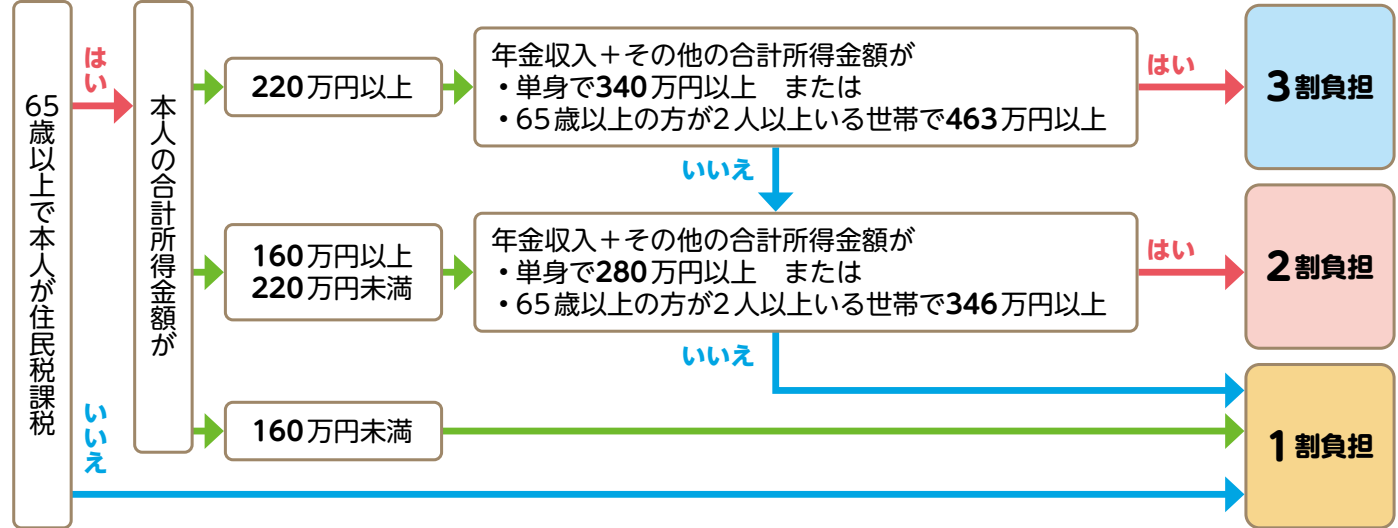 65歳以上で本人が住民税課税
はい
いいえ
本人の合計所得金額が
220万円以上
年金収入＋その他の合計所得金額が
・単身で340万円以上　または
・65歳以上の方が2人以上いる世帯で463万円以上
はい
3割負担
いいえ
160万円以上
220万円未満
年金収入＋その他の合計所得金額が
・単身で280万円以上　または
・65歳以上の方が2人以上いる世帯で346万円以上
はい
2割負担
いいえ
160万円未満
1割負担